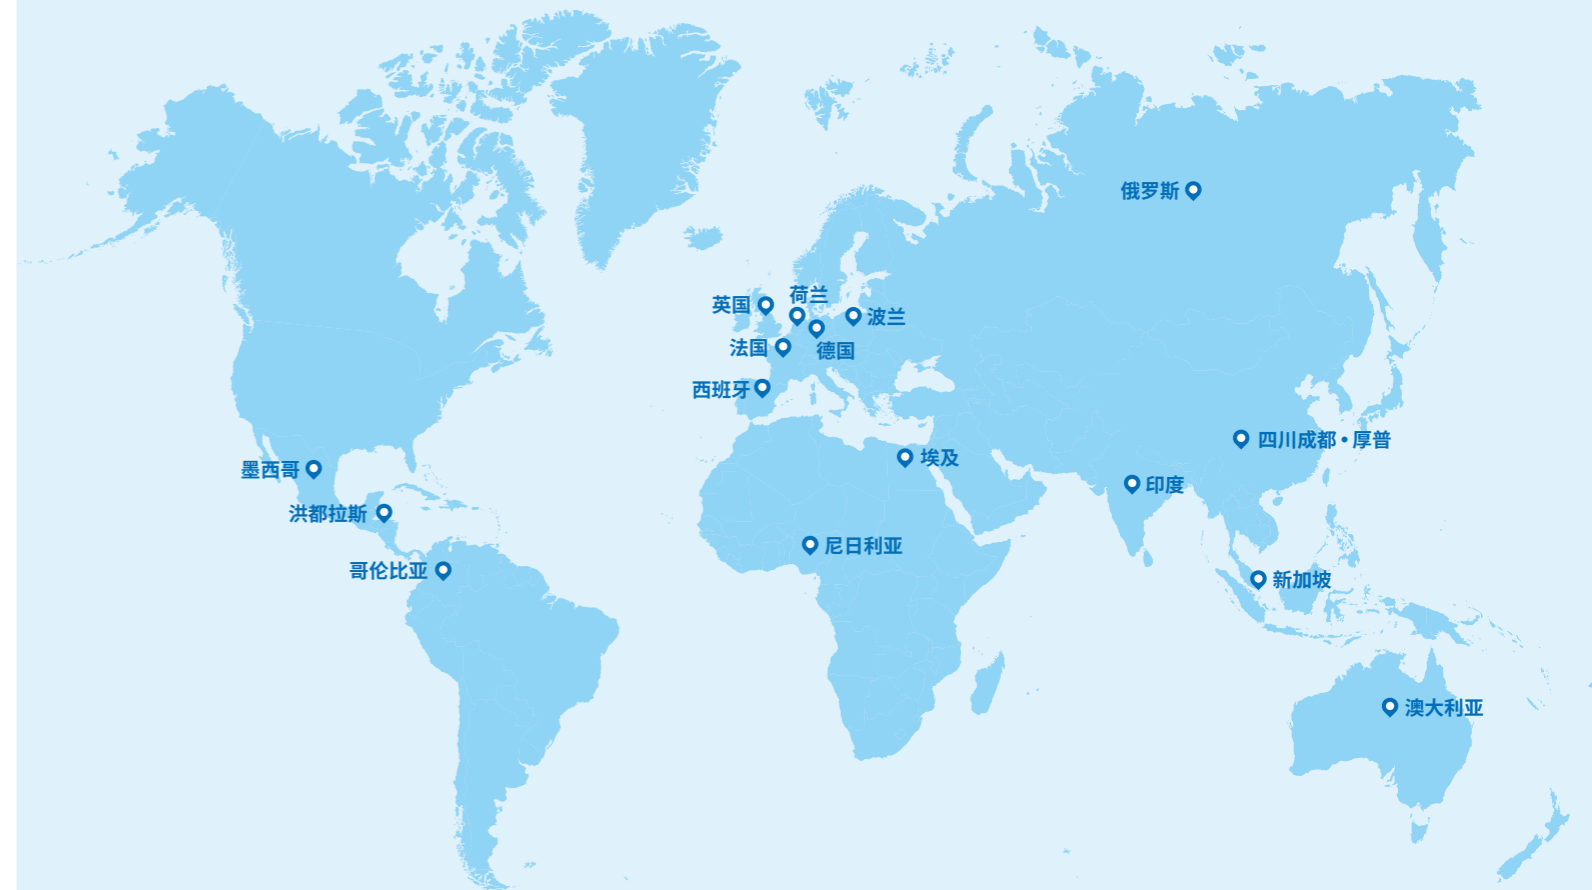 俄罗斯
荷兰
英国
波兰
法国
德国
西班牙
四川成都·厚普
埃及
墨西哥
印度
洪都拉斯
尼日利亚
哥伦比亚
新加坡
澳大利亚